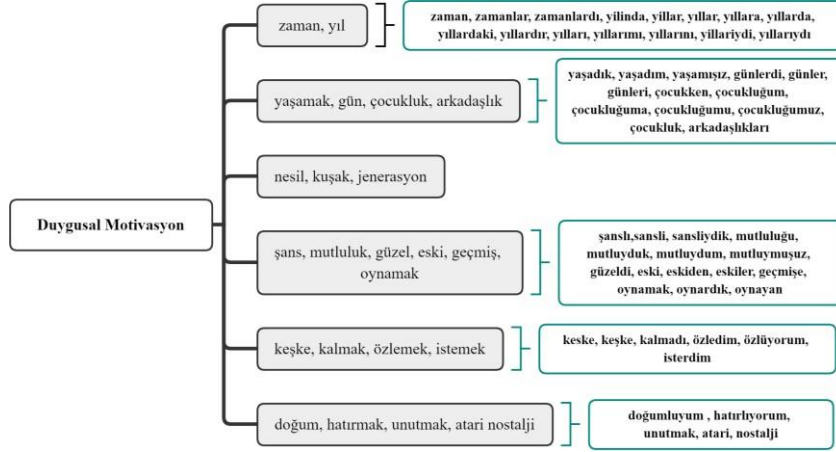 Duygusal Motivasyon
zaman, yıl
zaman, zamanlar, zamanlardı, yilinda, yillar, yıllar, yıllara, yıllarda,
yıllardaki, yıllardır, yılları, yıllarımı, yıllarını, yillariydi, yıllarıydı
yaşamak, gün, çocukluk, arkadaşlık
yaşadık, yaşadım, yaşamışız, günlerdi, günler,
günleri, çocukken, çocukluğum,
çocukluğuma, çocukluğumu, çocukluğumuz,
çocukluk, arkadaşlıkları
nesil, kuşak, jenerasyon
şans, mutluluk, güzel, eski, geçmiş,
oynamak
şanslı,sansli, sansliydik, mutluluğu,
mutluyduk, mutluydum, mutluymuşuz,
güzeldi, eski, eskiden, eskiler, geçmişe,
oynamak, oynardık, oynayan
keşke, kalmak, özlemek, istemek
keske, keşke, kalmadı, özledim, özlüyorum,
isterdim
doğum, hatırmak, unutmak, atari nostalji
doğumluyum , hatırlıyorum,
unutmak, atari, nostalji